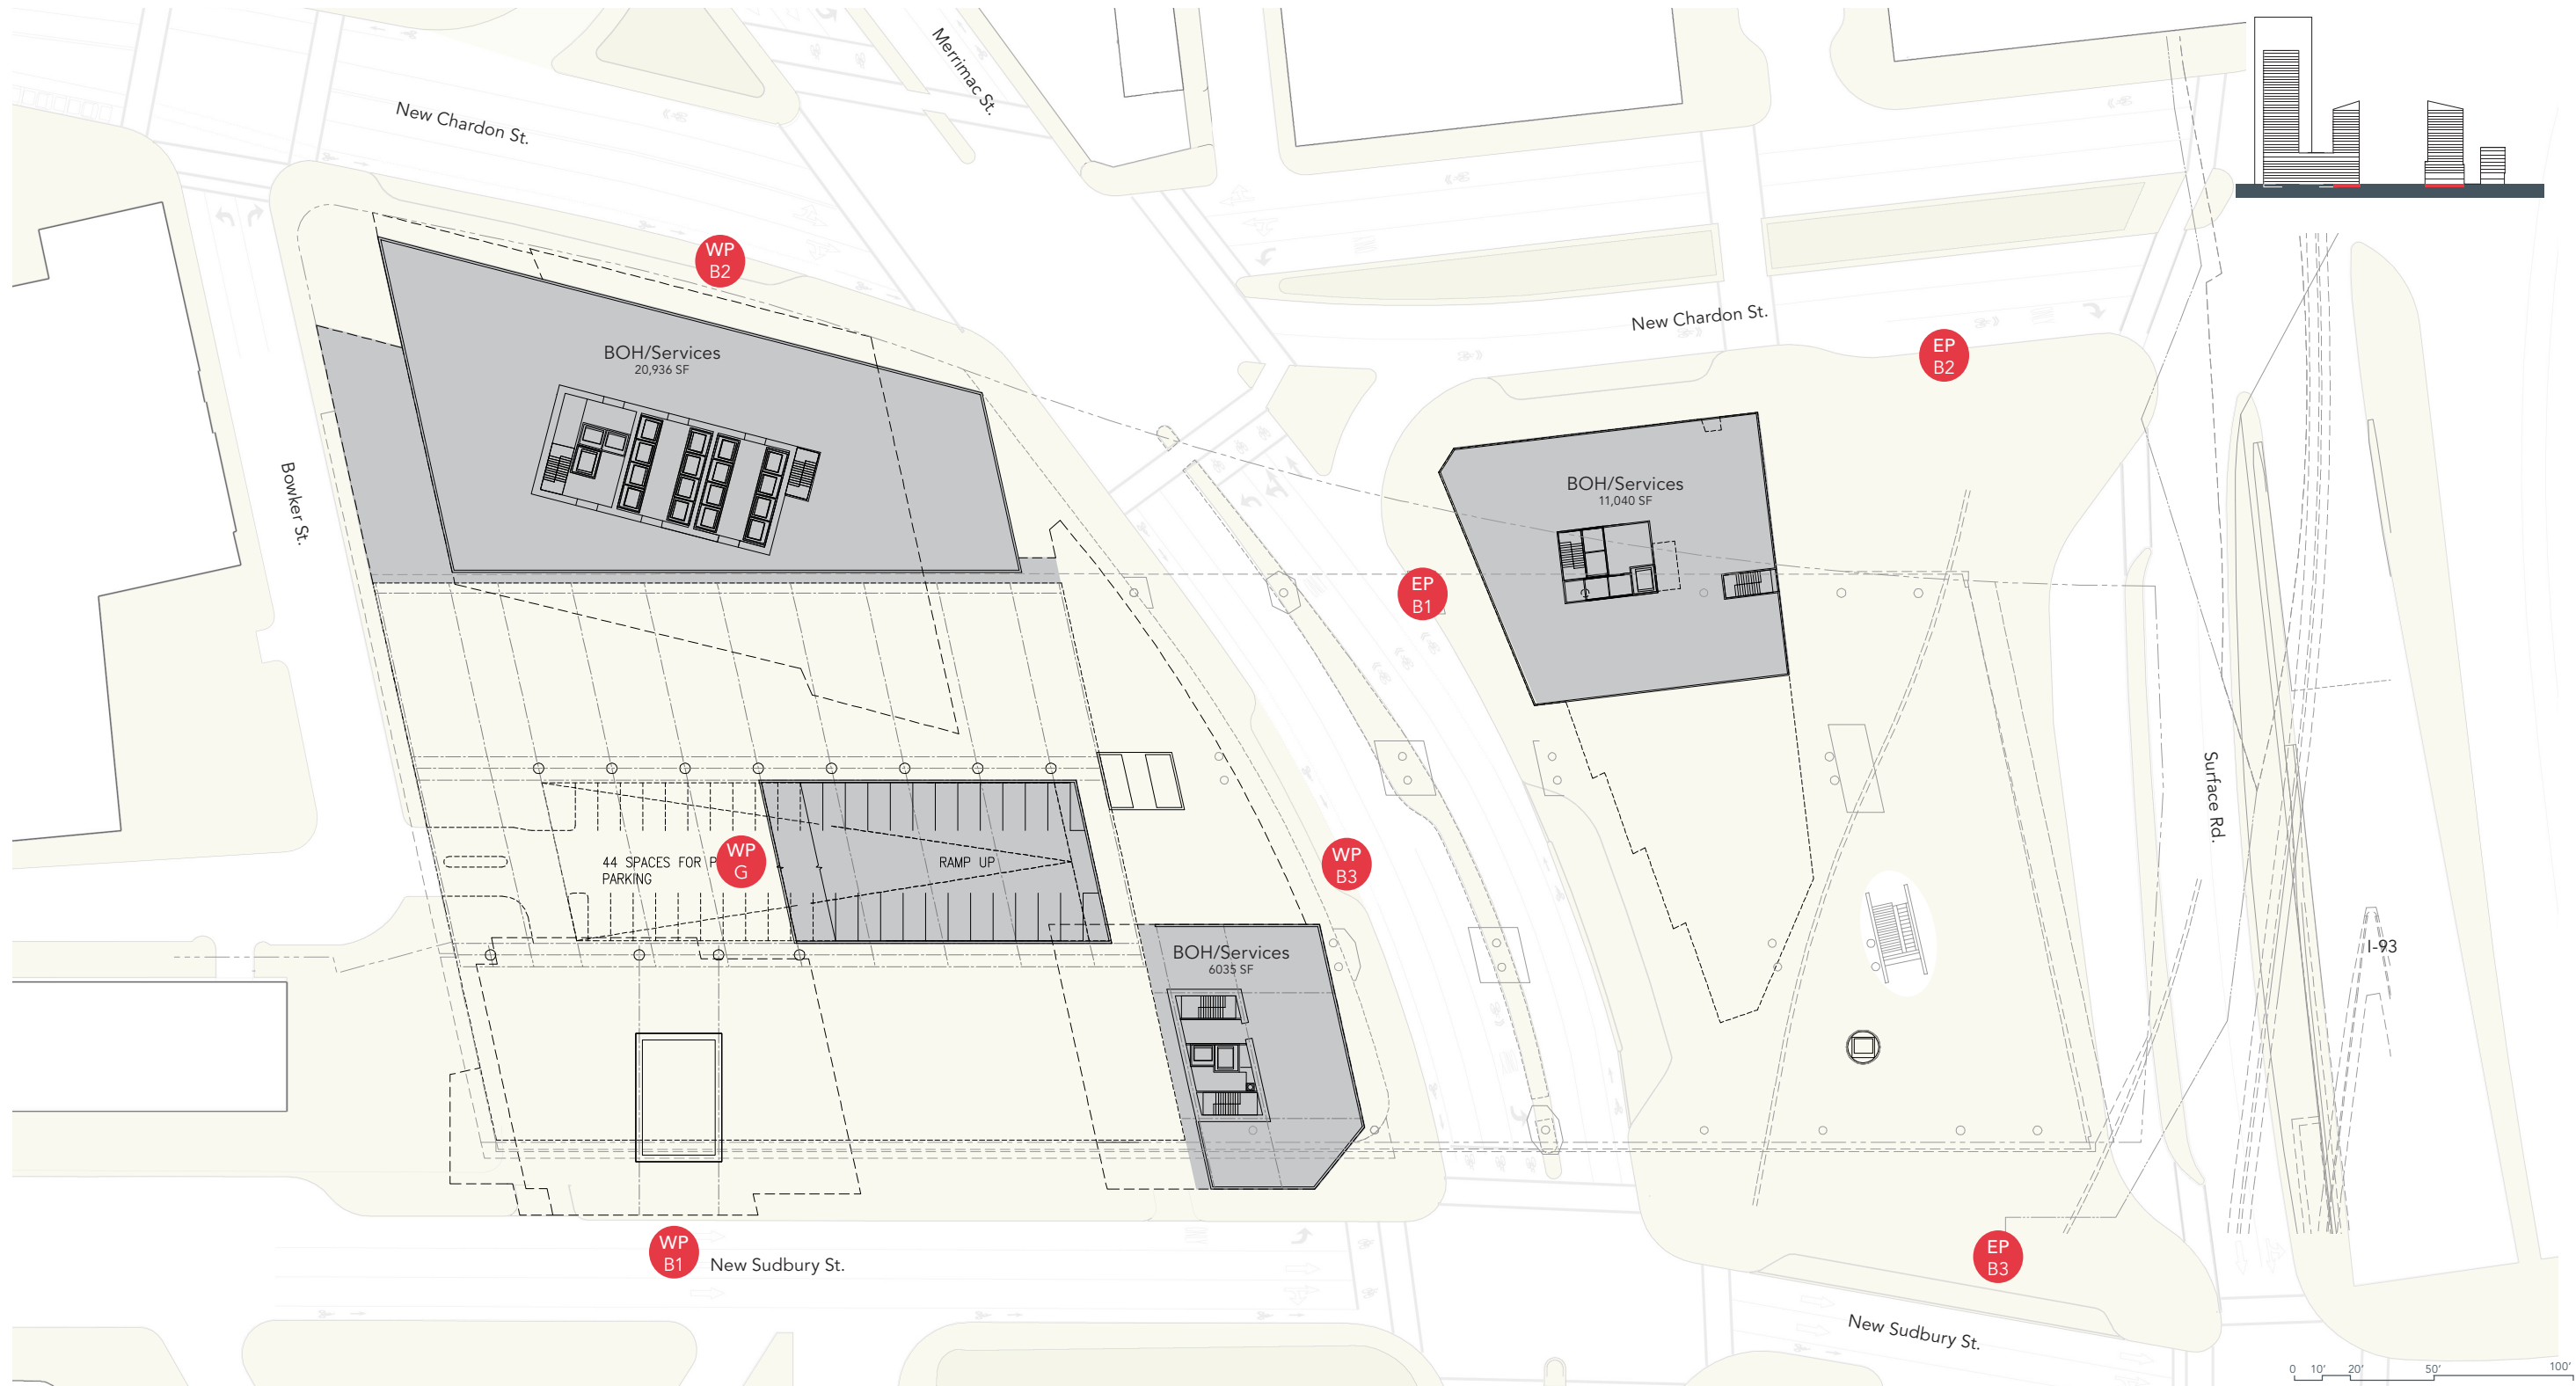 Merrimac St.
New Chardon St.
WP
B2
New Chardon St.
BOH/Services
20,936 SF
EP
B2
Bowker St.
BOH/Services
11,040 SF
EP
B1
Surface Rd.
WP
G
44 SPACES FOR P
PARKING
RAMP UP
WP
B3
BOH/Services
6035 SF
I-93
WP
B1
New Sudbury St.
EP
B3
New Sudbury St.
0 10' 20' 50' 100'